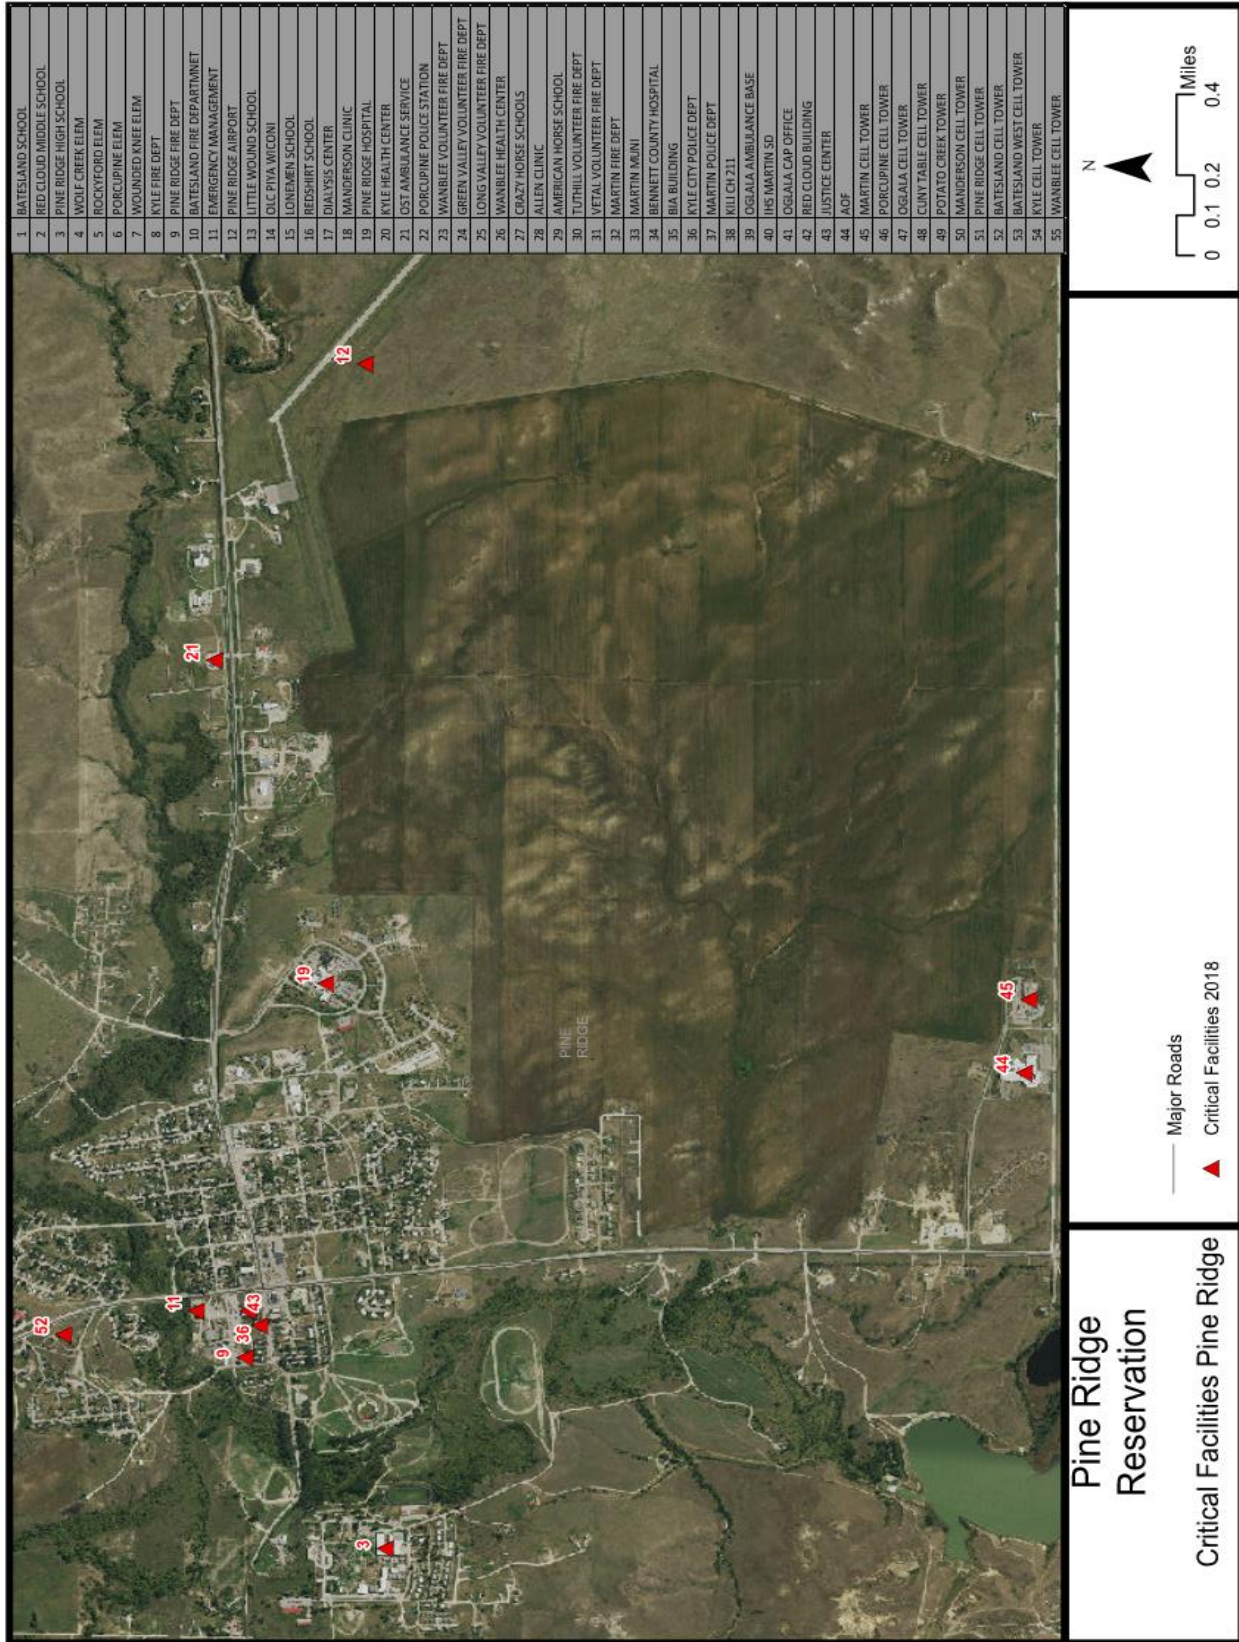 1 BATESLAND SCHOOL
2 RED CLOUD MIDDLE SCHOOL
3 PINE RIDGE HIGH SCHOOL
4 WOLF CREEK ELEM
5 ROCKYFORD ELEM
6 PORCUPINE ELEM
7 WOUNDED KNEE ELEM
8 KYLE FIRE DEPT
9 PINE RIDGE FIRE DEPT
10 BATESLAND FIRE DEPARTMNET
11 EMERGENCY MANAGEMENT
12 PINE RIDGE AIRPORT
13 LITTLE WOUND SCHOOL
14 OLC PIYA WICONI
15 LONEMEN SCHOOL
16 REDSHIRT SCHOOL
17 DIALYSIS CENTER
18 MANDERSON CLINIC
19 PINE RIDGE HOSPITAL
20 KYLE HEALTH CENTER
21 OST AMBULANCE SERVICE
22 PORCUPINE POLICE STATION
23 WANBLEE VOLUNTEER FIRE DEPT
24 GREEN VALLEY VOLUNTEER FIRE DEPT
25 LONG VALLEY VOLUNTEER FIRE DEPT
26 WANBLEE HEALTH CENTER
27 CRAZY HORSE SCHOOLS
28 ALLEN CLINIC
29 AMERICAN HORSE SCHOOL
30 TUTHILL VOLUNTEER FIRE DEPT
31 VETAL VOLUNTEER FIRE DEPT
32 MARTIN FIRE DEPT
33 MARTIN MUNI
34 BENNETT COUNTY HOSPITAL
35 BIA BUILDING
36 KYLE CITY POLICE DEPT
37 MARTIN POLICE DEPT
38 KILI CH 211
39 OGLALA AMBULANCE BASE
40 IHS MARTIN SD
41 OGLALA CAP OFFICE
42 RED CLOUD BUILDING
43 JUSTICE CENTER
44 AOF
45 MARTIN CELL TOWER
46 PORCUPINE CELL TOWER
47 OGLALA CELL TOWER
48 CUNY TABLE CELL TOWER
49 POTATO CREEK TOWER
50 MANDERSON CELL TOWER
51 PINE RIDGE CELL TOWER
52 BATESLAND CELL TOWER
53 BATESLAND WEST CELL TOWER
54 KYLE CELL TOWER
55 WANBLEE CELL TOWER
52
11
9
36
43
3
21
12
19
PINE
RIDGE
44
45
Pine Ridge
Reservation
Critical Facilities Pine Ridge
Major Roads
Critical Facilities 2018
N
Miles
0 0.1 0.2 0.4